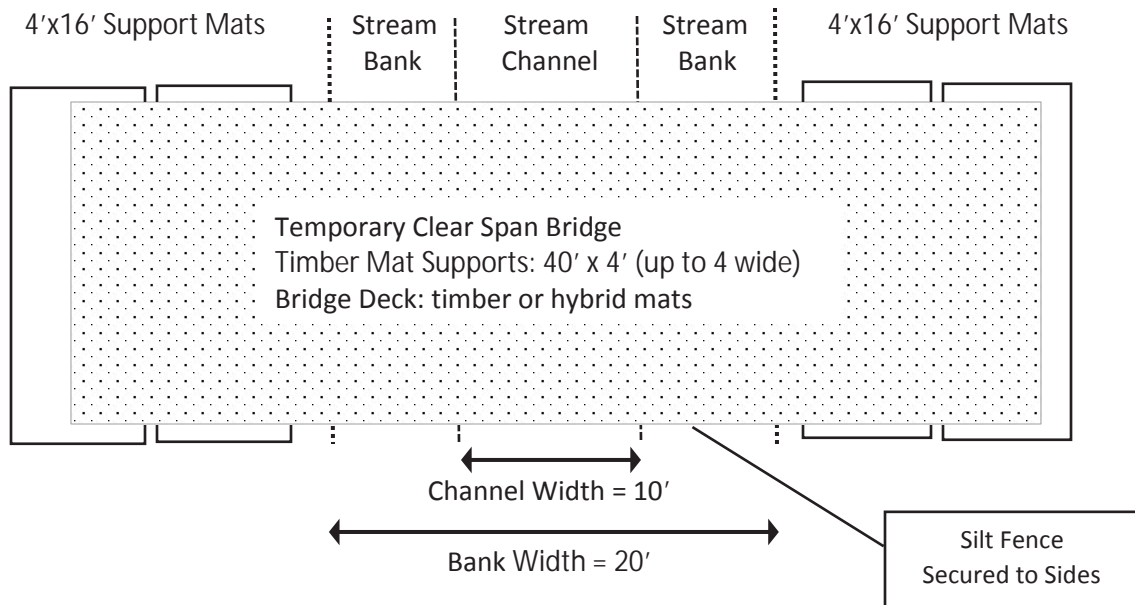 4′x16′ Support Mats
Stream
Bank
Stream
Channel
Stream
Bank
4′x16′ Support Mats
Temporary Clear Span Bridge
Timber Mat Supports: 40′ x 4′ (up to 4 wide)
Bridge Deck: timber or hybrid mats
Channel Width = 10′
Bank Width = 20′
Silt Fence
Secured to Sides